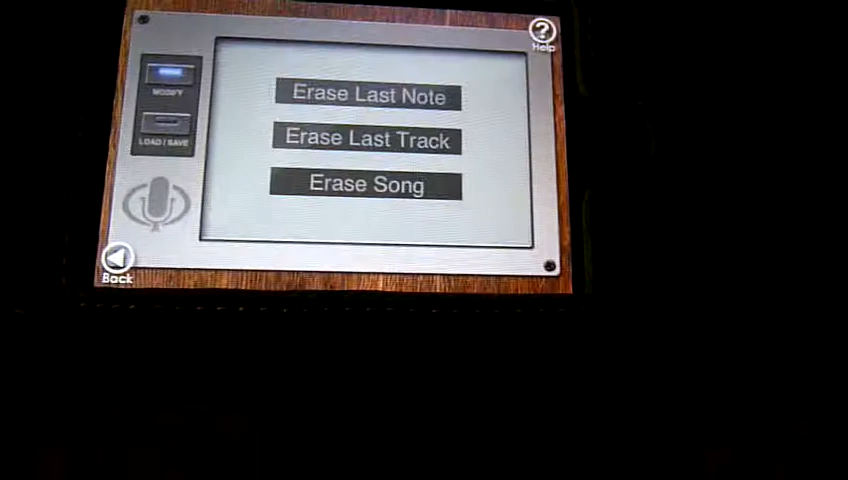 Help
Erase Last Note
MODIFY
Erase Last Track
LOAD / SAVE
Erase Song
Back